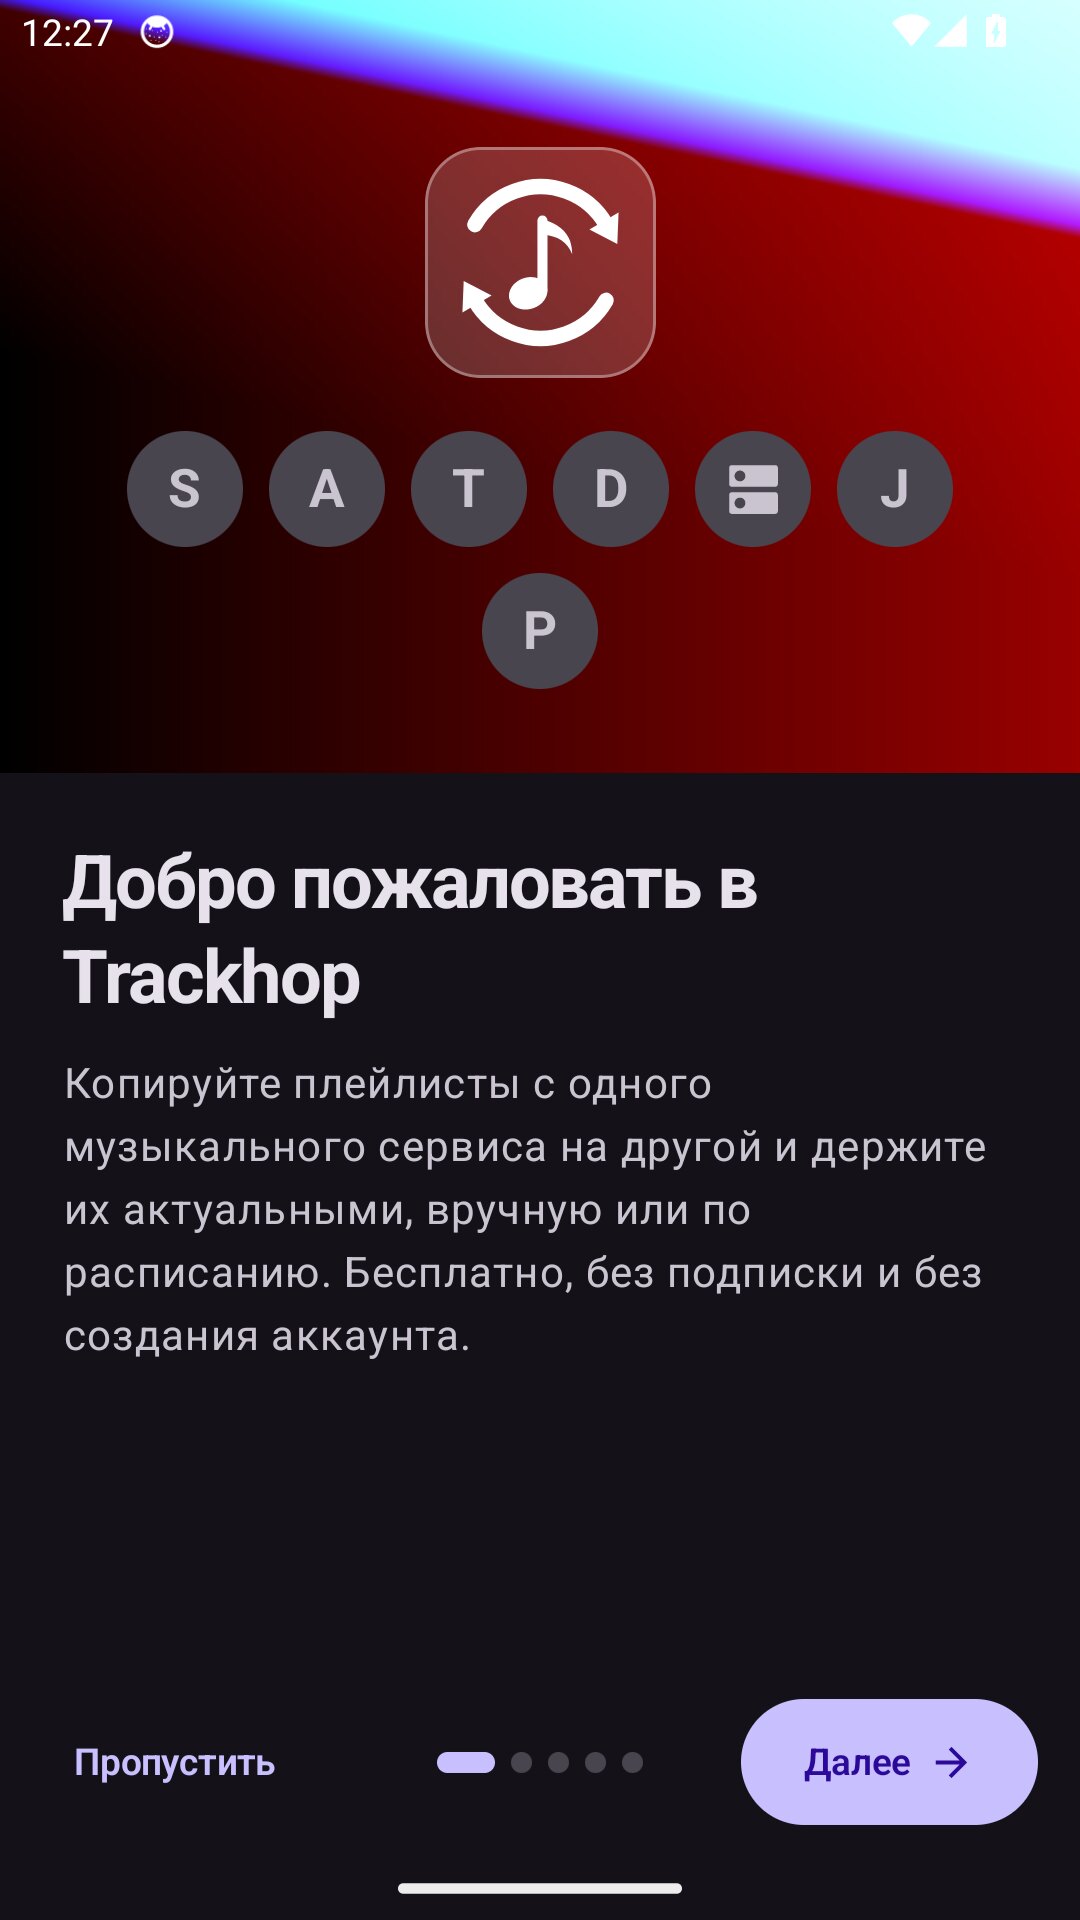 12:27
S A T D J
P
Добро пожаловать в
Trackhop
Копируйте плейлисты с одного
музыкального сервиса на другой и держите
их актуальными, вручную или по
расписанию. Бесплатно, без подписки и без
создания аккаунта.
Пропустить Далее